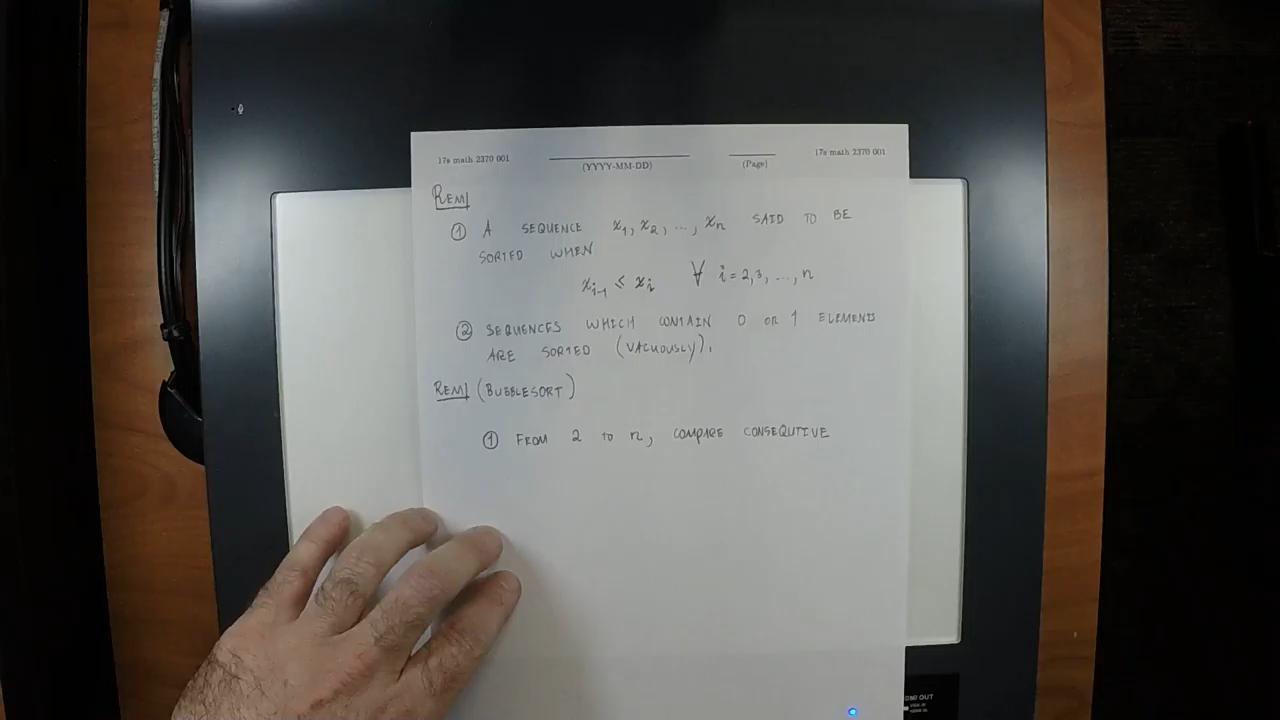 17s math 2370 001 (YYYY-MM-DD) (Page) 17s math 2370 001
REM
① A SEQUENCE x₁, x₂, ..., xₙ SAID TO BE
SORTED WHEN
xᵢ₋₁ ≤ xᵢ ∀ i = 2,3, ..., n
② SEQUENCES WHICH CONTAIN 0 OR 1 ELEMENTS
ARE SORTED (VACUOUSLY).
REM (BUBBLESORT)
① FROM 2 TO n, COMPARE CONSEQUTIVE